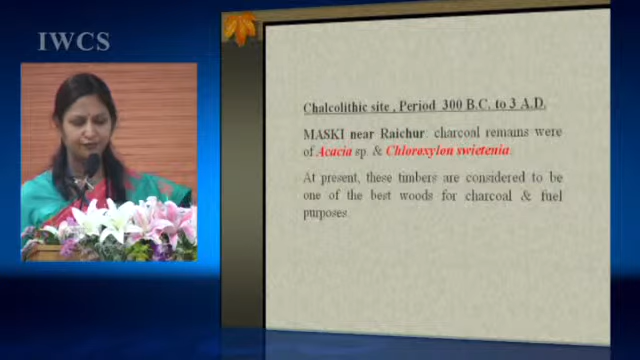 IWCS
Chalcolithic site , Period 300 B.C. to 3 A.D.
MASKI near Raichur: charcoal remains were
of Acacia sp. & Chloroxylon swietenia.
At present, these timbers are considered to be
one of the best woods for charcoal & fuel
purposes.